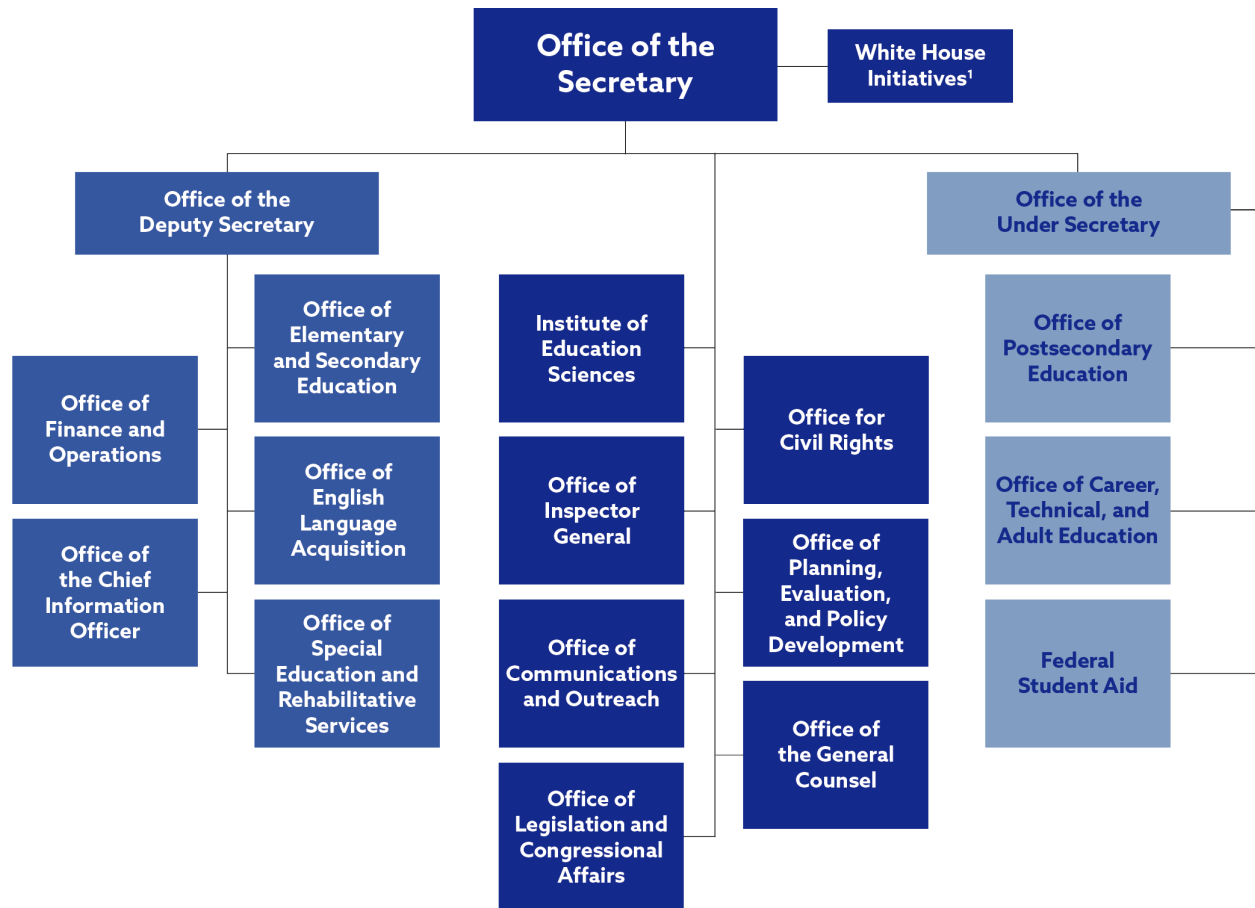 Office of the
Secretary
White House
Initiatives¹
Office of the
Deputy Secretary
Office of the
Under Secretary
Office of
Elementary
and Secondary
Education
Office of
Finance and
Operations
Office of
English
Language
Acquisition
Office of
the Chief
Information
Officer
Office of
Special
Education and
Rehabilitative
Services
Institute of
Education
Sciences
Office for
Civil Rights
Office of
Inspector
General
Office of
Planning,
Evaluation,
and Policy
Development
Office of
Communications
and Outreach
Office of
the General
Counsel
Office of
Legislation and
Congressional
Affairs
Office of
Postsecondary
Education
Office of Career,
Technical, and
Adult Education
Federal
Student Aid